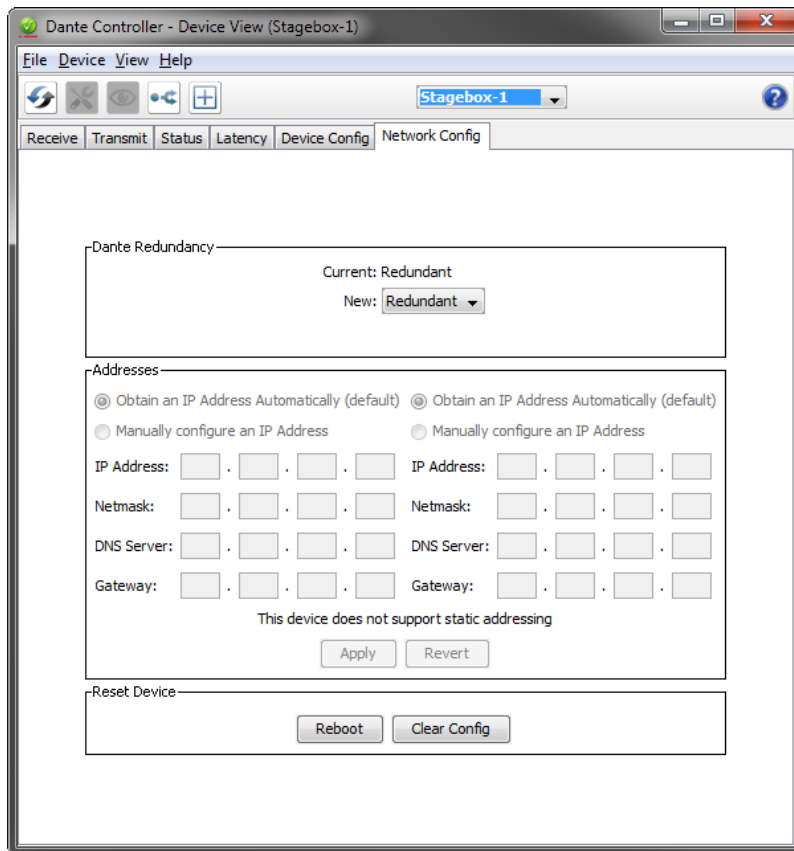 Dante Controller - Device View (Stagebox-1)
File Device View Help
Stagebox-1
?
Receive Transmit Status Latency Device Config Network Config
Dante Redundancy
Current: Redundant
New: Redundant
Addresses
Obtain an IP Address Automatically (default) Obtain an IP Address Automatically (default)
Manually configure an IP Address Manually configure an IP Address
IP Address: . . . . IP Address: . . . .
Netmask: . . . . Netmask: . . . .
DNS Server: . . . . DNS Server: . . . .
Gateway: . . . . Gateway: . . . .
This device does not support static addressing
Apply Revert
Reset Device
Reboot Clear Config